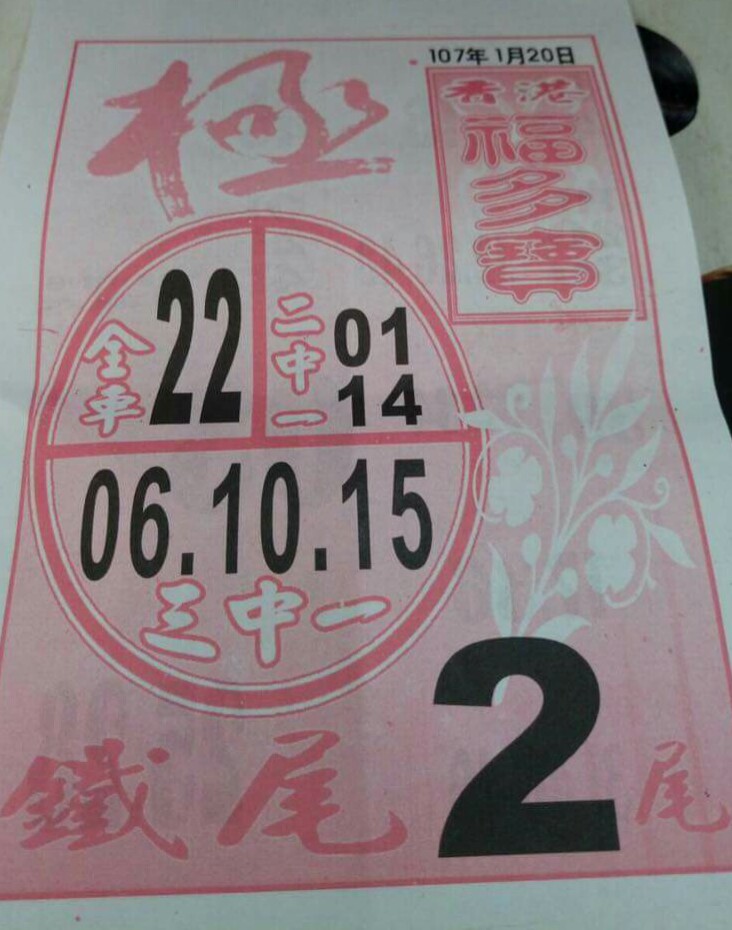 107年1月20日
極
香港
福多寶
全車
22
二中一
01
14
06.10.15
三中一
鐵尾 2 尾